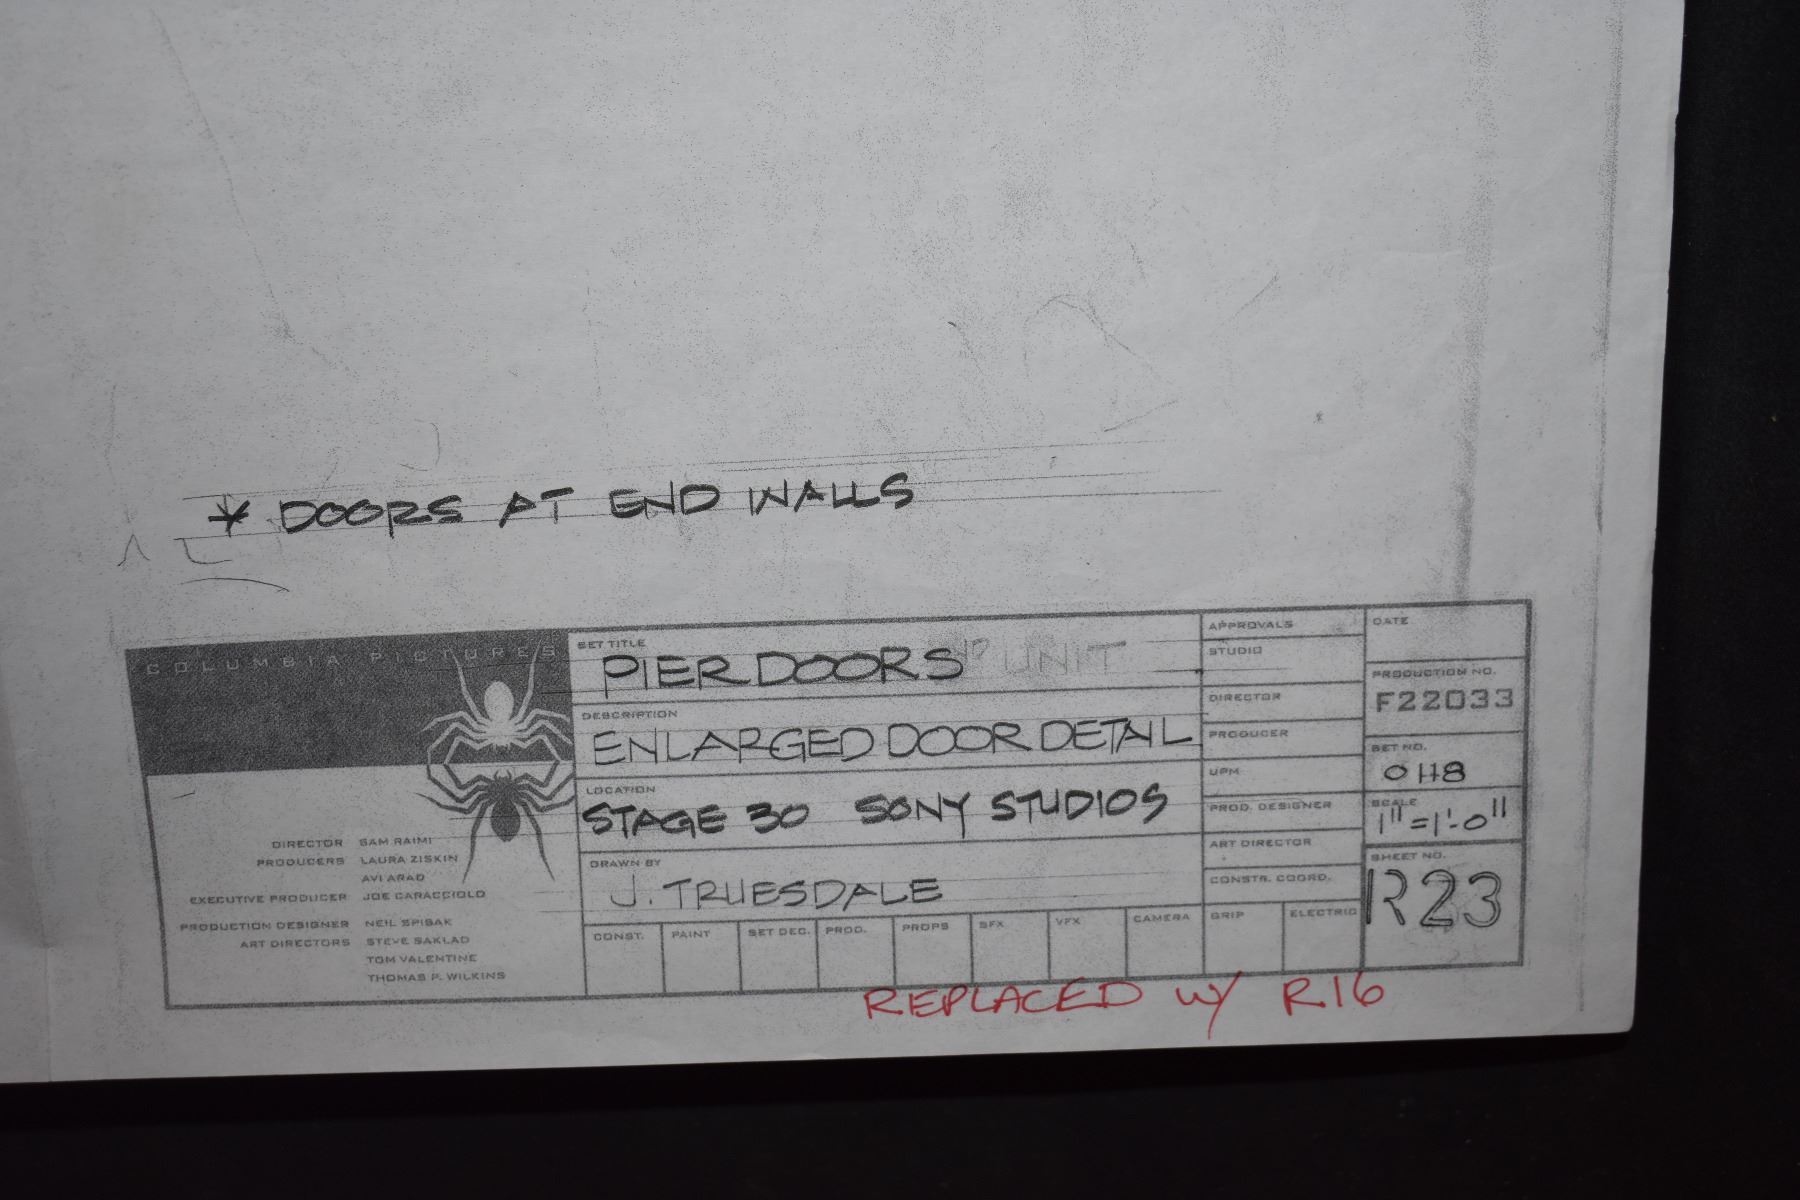 * DOORS AT END WALLS
COLUMBIA PICTURES
DIRECTOR SAM RAIMI
PRODUCERS LAURA ZISKIN
AVI ARAD
EXECUTIVE PRODUCER JOE CARACCIOLO
PRODUCTION DESIGNER NEIL SPISAK
ART DIRECTORS STEVE SAKLAD
TOM VALENTINE
THOMAS P. WILKINS
SET TITLE
PIER DOORS UNIT
DESCRIPTION
ENLARGED DOOR DETAIL
LOCATION
STAGE 30 SONY STUDIOS
DRAWN BY
J. TRUESDALE
CONST. PAINT SET DEC. PROD. PROPS SFX VFX CAMERA GRIP ELECTRIC
APPROVALS
STUDIO
DIRECTOR
PRODUCER
UPM
PROD. DESIGNER
ART DIRECTOR
CONSTR. COORD.
DATE
PRODUCTION NO.
F22033
SET NO.
0118
SCALE
1"=1'-0"
SHEET NO.
R23
REPLACED W/ R16